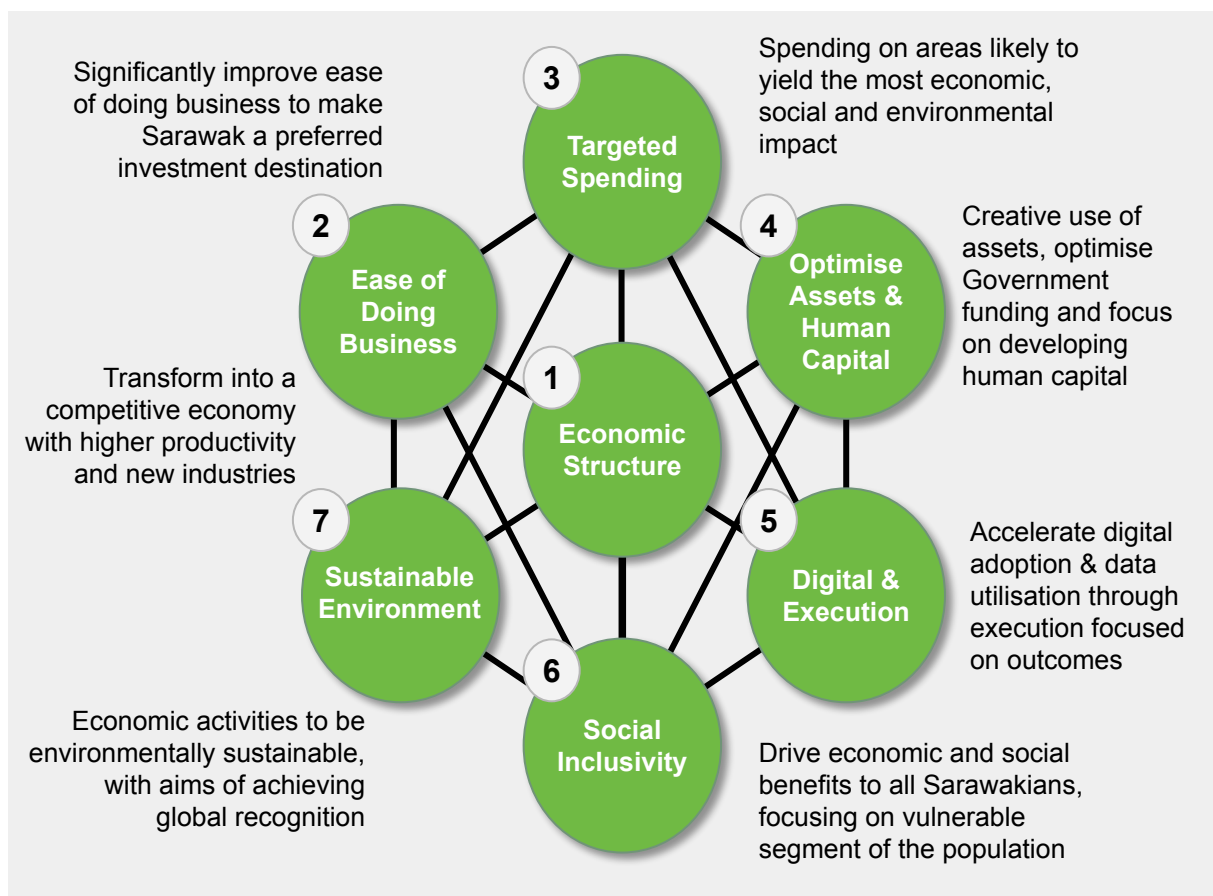 Significantly improve ease
of doing business to make
Sarawak a preferred
investment destination
3
Targeted
Spending
Spending on areas likely to
yield the most economic,
social and environmental
impact
2
Ease of
Doing
Business
4
Optimise
Assets &
Human
Capital
Creative use of
assets, optimise
Government
funding and focus
on developing
human capital
Transform into a
competitive economy
with higher productivity
and new industries
1
Economic
Structure
7
Sustainable
Environment
5
Digital &
Execution
Accelerate digital
adoption & data
utilisation through
execution focused
on outcomes
Economic activities to be
environmentally sustainable,
with aims of achieving
global recognition
6
Social
Inclusivity
Drive economic and social
benefits to all Sarawakians,
focusing on vulnerable
segment of the population